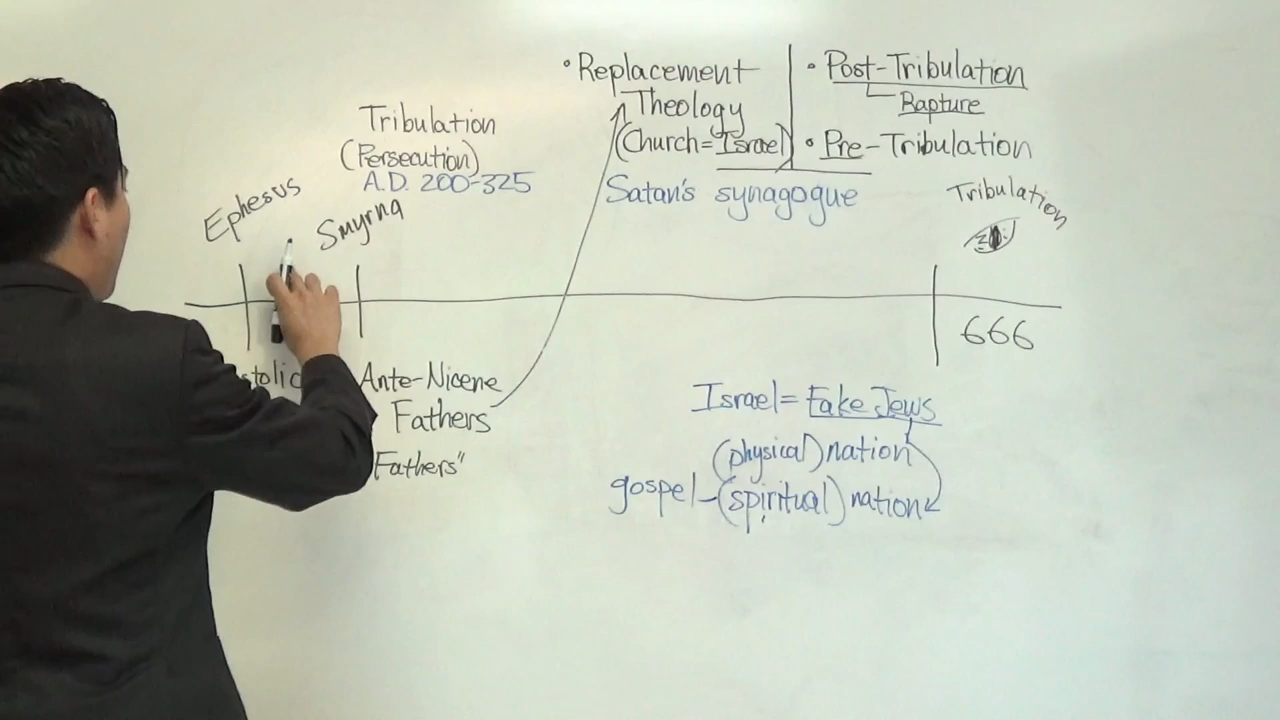 • Replacement
Theology
(Church=Israel)
• Post-Tribulation
Rapture
• Pre-Tribulation
Satan's synagogue
Tribulation
(Persecution)
A.D. 200-325
Ephesus
Smyrna
Tribulation
666
stolic
Ante-Nicene
Fathers
Fathers"
Israel= Fake Jews
(physical) nation
gospel-(spiritual) nation